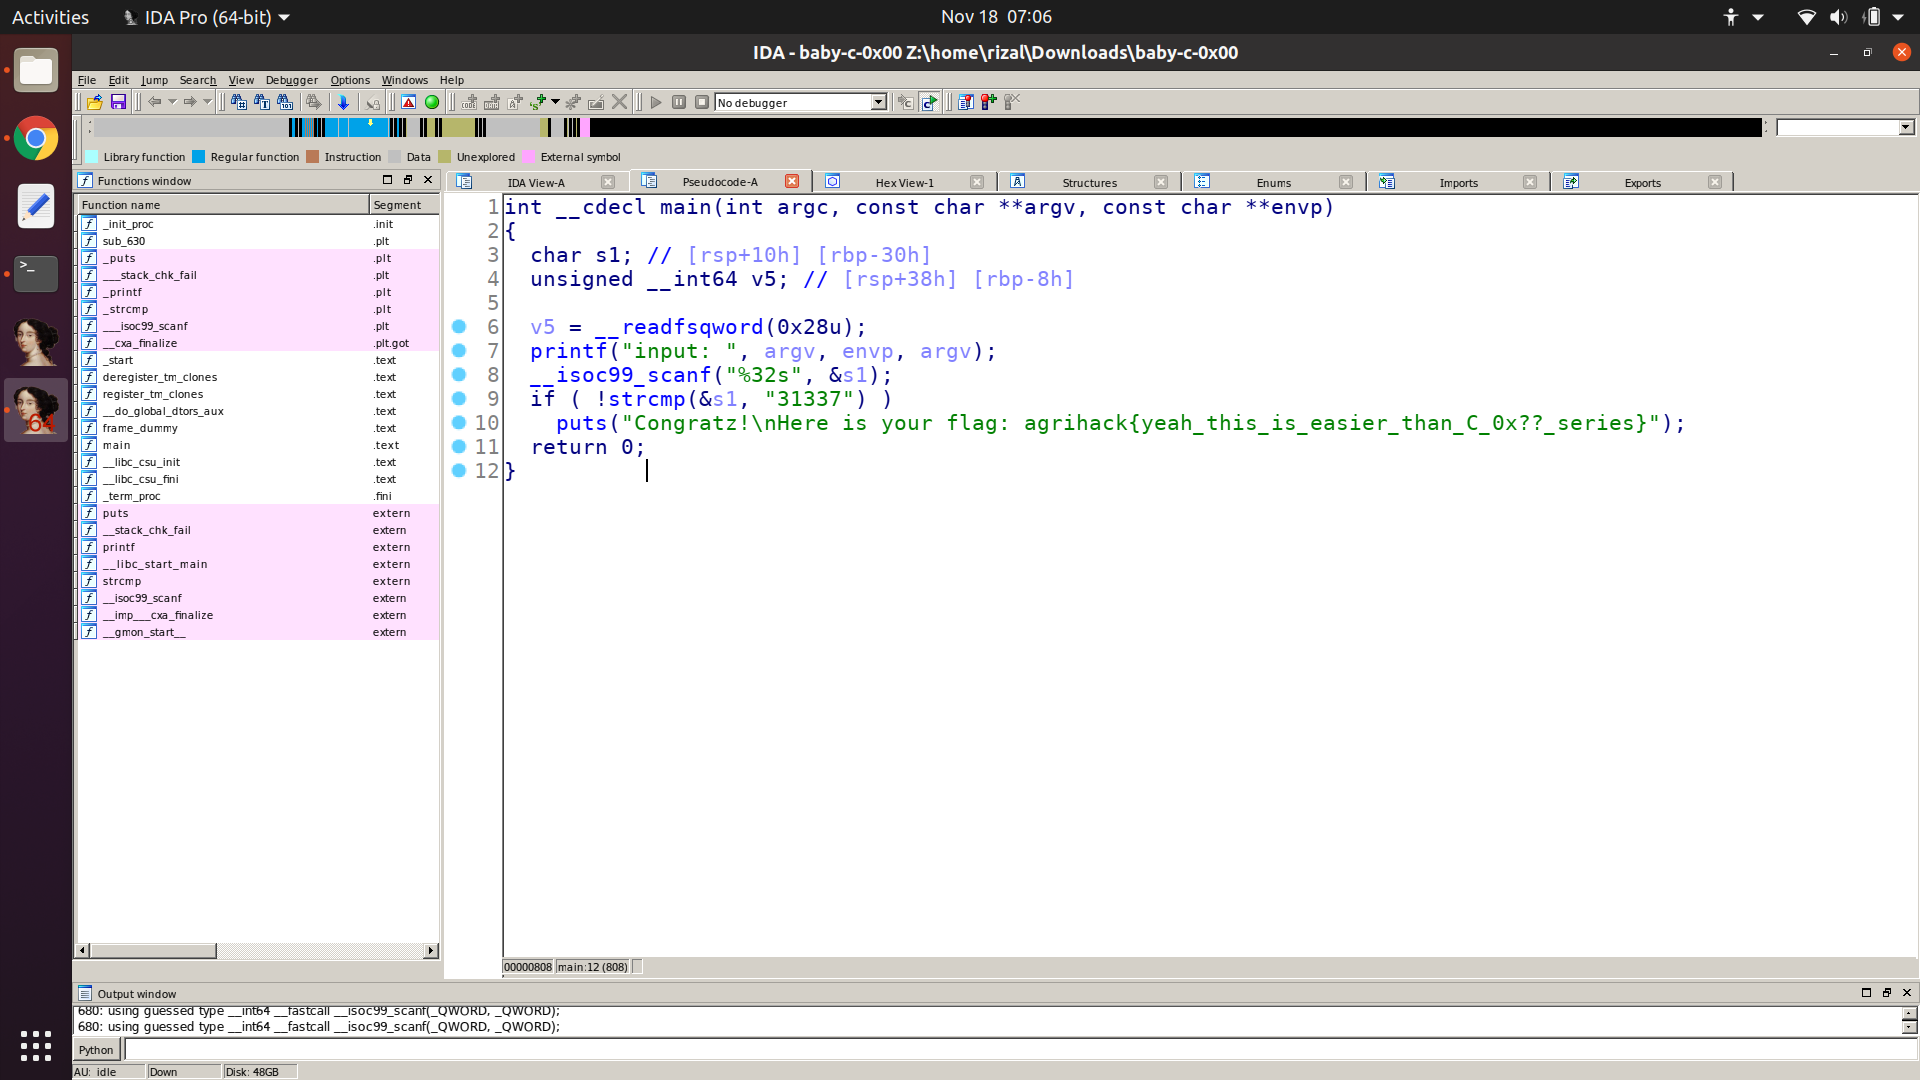 Activities
IDA Pro (64-bit)
Nov 18 07:06
IDA - baby-c-0x00 Z:\home\rizal\Downloads\baby-c-0x00
File Edit Jump Search View Debugger Options Windows Help
No debugger
Library function Regular function Instruction Data Unexplored External symbol
Functions window
IDA View-A Pseudocode-A Hex View-1 Structures Enums Imports Exports
Function name Segment
_init_proc .init
sub_630 .plt
_puts .plt
___stack_chk_fail .plt
_printf .plt
_strcmp .plt
___isoc99_scanf .plt
__cxa_finalize .plt.got
_start .text
deregister_tm_clones .text
register_tm_clones .text
__do_global_dtors_aux .text
frame_dummy .text
main .text
__libc_csu_init .text
__libc_csu_fini .text
_term_proc .fini
puts extern
__stack_chk_fail extern
printf extern
__libc_start_main extern
strcmp extern
__isoc99_scanf extern
__imp___cxa_finalize extern
__gmon_start__ extern
1 int __cdecl main(int argc, const char **argv, const char **envp)
2 {
3 char s1; // [rsp+10h] [rbp-30h]
4 unsigned __int64 v5; // [rsp+38h] [rbp-8h]
5
6 v5 = __readfsqword(0x28u);
7 printf("input: ", argv, envp, argv);
8 __isoc99_scanf("%32s", &s1);
9 if ( !strcmp(&s1, "31337") )
10 puts("Congratz!\nHere is your flag: agrihack{yeah_this_is_easier_than_C_0x??_series}");
11 return 0;
12 }
00000808 main:12 (808)
Output window
680: using guessed type __int64 __fastcall __isoc99_scanf(_QWORD, _QWORD);
680: using guessed type __int64 __fastcall __isoc99_scanf(_QWORD, _QWORD);
Python
AU: idle Down Disk: 48GB
64